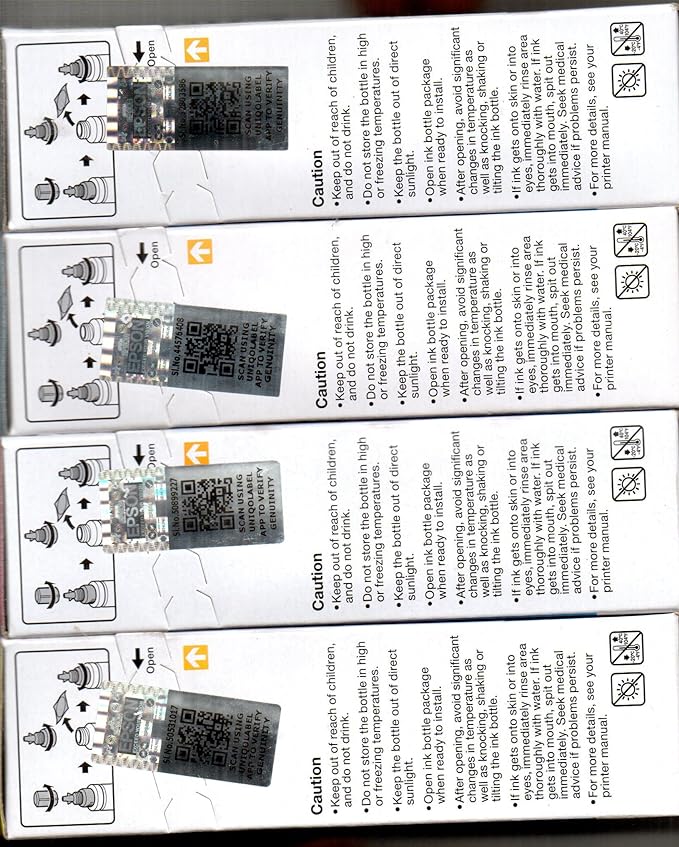 Open
EPSON
SCAN USING
UNIQOLABEL
APP TO VERIFY
GENUINITY
Caution
•Keep out of reach of children,
and do not drink.
•Do not store the bottle in high
or freezing temperatures.
•Keep the bottle out of direct
sunlight.
•Open ink bottle package
when ready to install.
•After opening, avoid significant
changes in temperature as
well as knocking, shaking or
tilting the ink bottle.
•If ink gets onto skin or into
eyes, immediately rinse area
thoroughly with water. If ink
gets into mouth, spit out
immediately. Seek medical
advice if problems persist.
•For more details, see your
printer manual.
-20°C
-4°F
40°C
104°F
Open
EPSON
SCAN USING
UNIQOLABEL
APP TO VERIFY
GENUINITY
Caution
•Keep out of reach of children,
and do not drink.
•Do not store the bottle in high
or freezing temperatures.
•Keep the bottle out of direct
sunlight.
•Open ink bottle package
when ready to install.
•After opening, avoid significant
changes in temperature as
well as knocking, shaking or
tilting the ink bottle.
•If ink gets onto skin or into
eyes, immediately rinse area
thoroughly with water. If ink
gets into mouth, spit out
immediately. Seek medical
advice if problems persist.
•For more details, see your
printer manual.
-20°C
-4°F
40°C
104°F
Open
EPSON
Sl.No 44576408
SCAN USING
UNIQOLABEL
APP TO VERIFY
GENUINITY
Caution
•Keep out of reach of children,
and do not drink.
•Do not store the bottle in high
or freezing temperatures.
•Keep the bottle out of direct
sunlight.
•Open ink bottle package
when ready to install.
•After opening, avoid significant
changes in temperature as
well as knocking, shaking or
tilting the ink bottle.
•If ink gets onto skin or into
eyes, immediately rinse area
thoroughly with water. If ink
gets into mouth, spit out
immediately. Seek medical
advice if problems persist.
•For more details, see your
printer manual.
-20°C
-4°F
40°C
104°F
Open
EPSON
SCAN USING
UNIQOLABEL
APP TO VERIFY
GENUINITY
Caution
•Keep out of reach of children,
and do not drink.
•Do not store the bottle in high
or freezing temperatures.
•Keep the bottle out of direct
sunlight.
•Open ink bottle package
when ready to install.
•After opening, avoid significant
changes in temperature as
well as knocking, shaking or
tilting the ink bottle.
•If ink gets onto skin or into
eyes, immediately rinse area
thoroughly with water. If ink
gets into mouth, spit out
immediately. Seek medical
advice if problems persist.
•For more details, see your
printer manual.
-20°C
-4°F
40°C
104°F